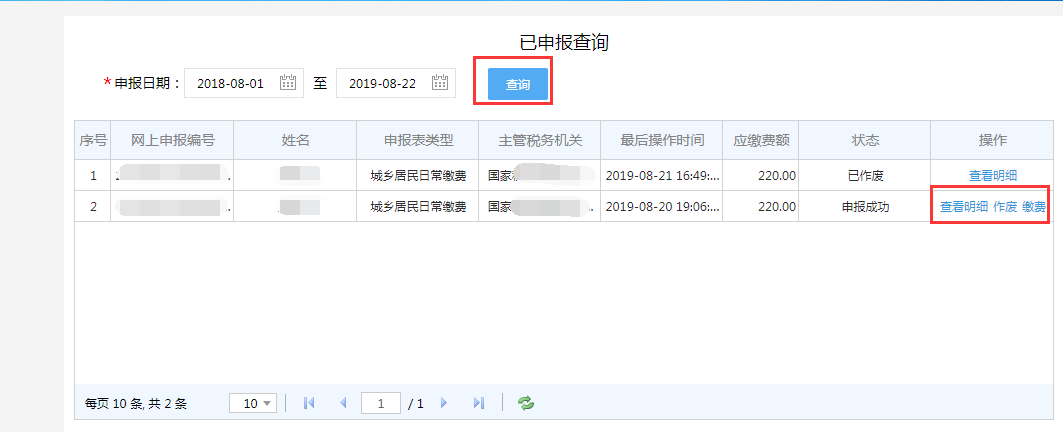 已申报查询
*申报日期： 2018-08-01 至 2019-08-22 查询
序号 网上申报编号 姓名 申报表类型 主管税务机关 最后操作时间 应缴费额 状态 操作
1 城乡居民日常缴费 国家 2019-08-21 16:49:... 220.00 已作废 查看明细
2 城乡居民日常缴费 国家 2019-08-20 19:06:... 220.00 申报成功 查看明细 作废 缴费
每页 10 条, 共 2 条 10 1 / 1